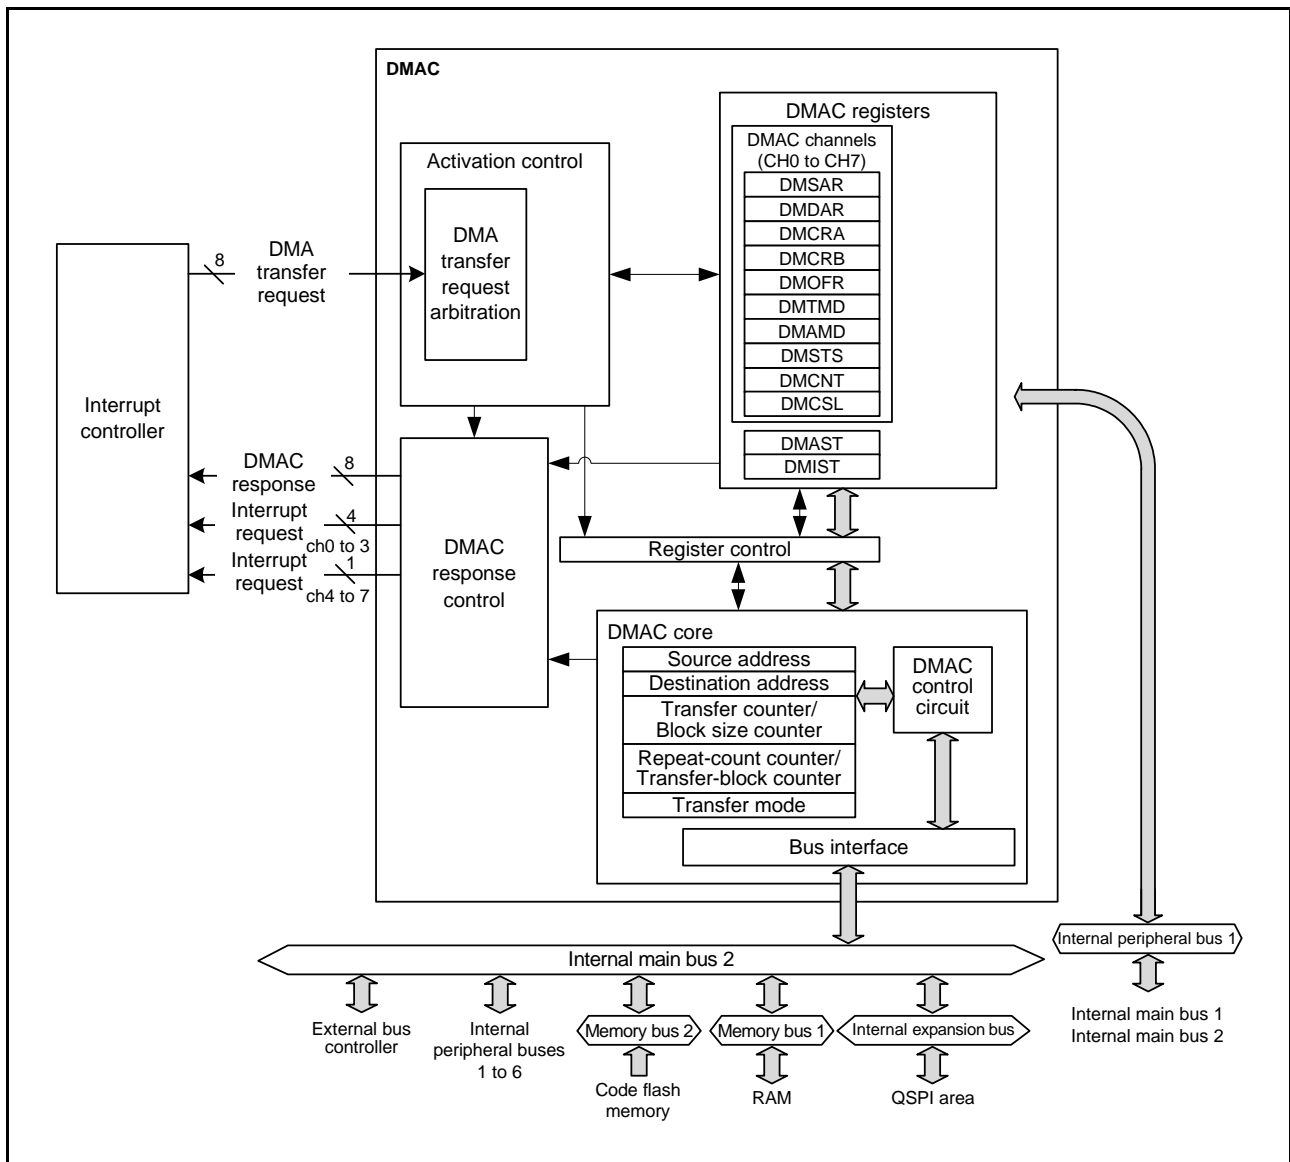 DMAC
DMAC registers
DMAC channels
(CH0 to CH7)
DMSAR
DMDAR
DMCRA
DMCRB
DMOFR
DMTMD
DMAMD
DMSTS
DMCNT
DMCSL
DMAST
DMIST
Activation control
DMA
transfer
request
arbitration
8
DMA
transfer
request
Interrupt
controller
DMAC
response
8
Interrupt
request
4
ch0 to 3
Interrupt
request
1
ch4 to 7
DMAC
response
control
Register control
DMAC core
Source address
Destination address
Transfer counter/
Block size counter
Repeat-count counter/
Transfer-block counter
Transfer mode
DMAC
control
circuit
Bus interface
Internal main bus 2
Internal peripheral bus 1
Internal main bus 1
Internal main bus 2
External bus
controller
Internal
peripheral buses
1 to 6
Memory bus 2
Code flash
memory
Memory bus 1
RAM
Internal expansion bus
QSPI area